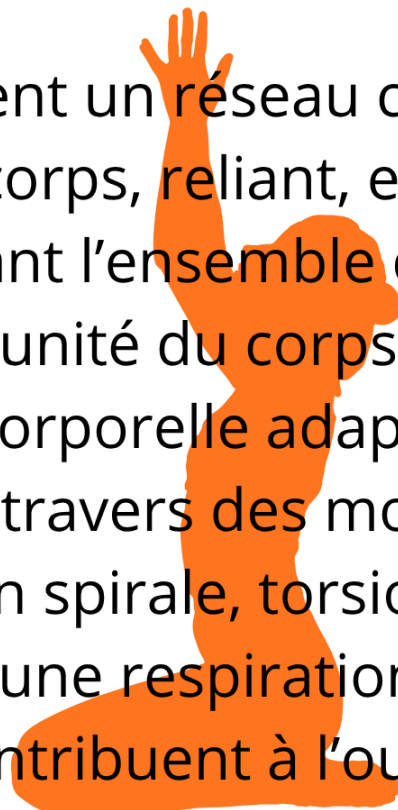 ent un réseau c
corps, reliant, e
ant l’ensemble
unité du corps
orporelle adap
travers des mo
n spirale, torsio
une respiration
ntribuent à l’ou